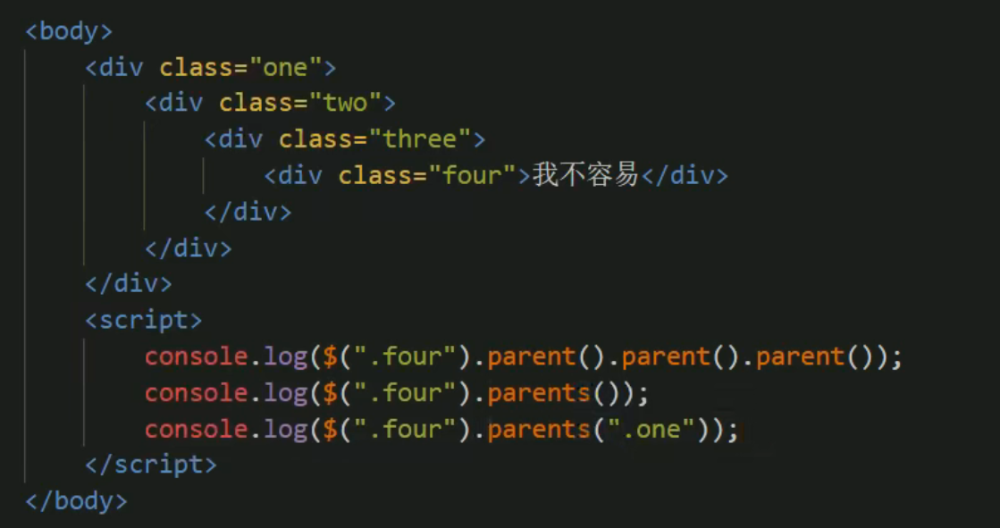 <body>
<div class="one">
<div class="two">
<div class="three">
<div class="four">我不容易</div>
</div>
</div>
</div>
<script>
console.log($(".four").parent().parent().parent());
console.log($(".four").parents());
console.log($(".four").parents(".one"));
</script>
</body>